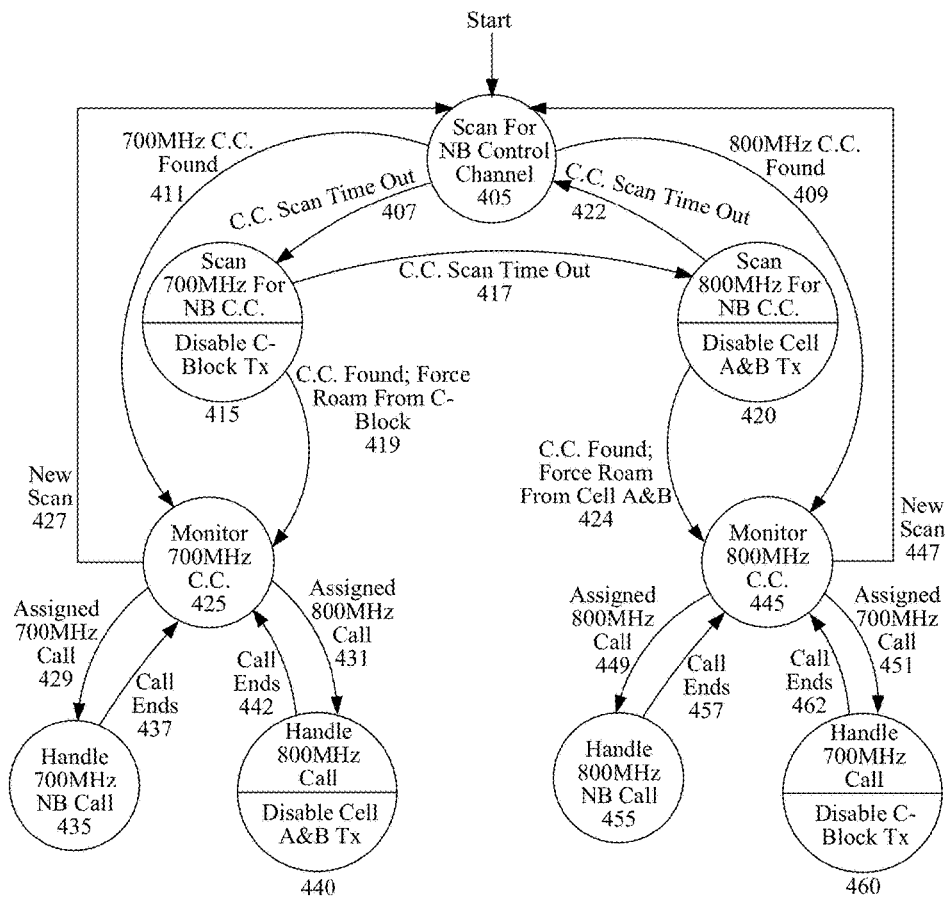 Start
Scan For
NB Control
Channel
405
700MHz C.C.
Found
411
800MHz C.C.
Found
409
C.C. Scan Time Out
407
C.C. Scan Time Out
422
Scan
700MHz For
NB C.C.
Disable C-
Block Tx
415
C.C. Scan Time Out
417
Scan
800MHz For
NB C.C.
Disable Cell
A&B Tx
420
C.C. Found; Force
Roam From C-
Block
419
C.C. Found;
Force Roam
From Cell A&B
424
New
Scan
427
Monitor
700MHz
C.C.
425
Monitor
800MHz
C.C.
445
New
Scan
447
Assigned
700MHz
Call
429
Call
Ends
437
Call
Ends
442
Assigned
800MHz
Call
431
Assigned
800MHz
Call
449
Call
Ends
457
Call
Ends
462
Assigned
700MHz
Call
451
Handle
700MHz
NB Call
435
Handle
800MHz
Call
Disable Cell
A&B Tx
440
Handle
800MHz
NB Call
455
Handle
700MHz
Call
Disable C-
Block Tx
460